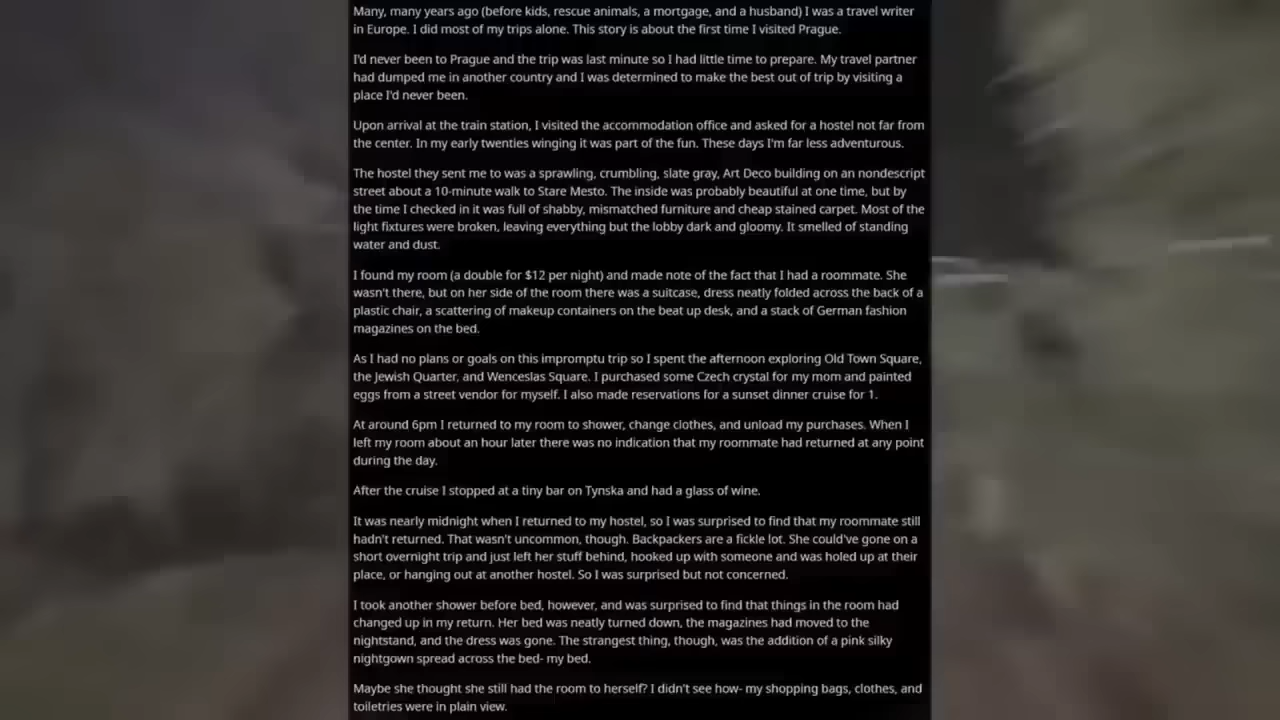 Many, many years ago (before kids, rescue animals, a mortgage, and a husband) I was a travel writer
in Europe. I did most of my trips alone. This story is about the first time I visited Prague.
I'd never been to Prague and the trip was last minute so I had little time to prepare. My travel partner
had dumped me in another country and I was determined to make the best out of trip by visiting a
place I'd never been.
Upon arrival at the train station, I visited the accommodation office and asked for a hostel not far from
the center. In my early twenties winging it was part of the fun. These days I'm far less adventurous.
The hostel they sent me to was a sprawling, crumbling, slate gray, Art Deco building on an nondescript
street about a 10-minute walk to Stare Mesto. The inside was probably beautiful at one time, but by
the time I checked in it was full of shabby, mismatched furniture and cheap stained carpet. Most of the
light fixtures were broken, leaving everything but the lobby dark and gloomy. It smelled of standing
water and dust.
I found my room (a double for $12 per night) and made note of the fact that I had a roommate. She
wasn't there, but on her side of the room there was a suitcase, dress neatly folded across the back of a
plastic chair, a scattering of makeup containers on the beat up desk, and a stack of German fashion
magazines on the bed.
As I had no plans or goals on this impromptu trip so I spent the afternoon exploring Old Town Square,
the Jewish Quarter, and Wenceslas Square. I purchased some Czech crystal for my mom and painted
eggs from a street vendor for myself. I also made reservations for a sunset dinner cruise for 1.
At around 6pm I returned to my room to shower, change clothes, and unload my purchases. When I
left my room about an hour later there was no indication that my roommate had returned at any point
during the day.
After the cruise I stopped at a tiny bar on Tynska and had a glass of wine.
It was nearly midnight when I returned to my hostel, so I was surprised to find that my roommate still
hadn't returned. That wasn't uncommon, though. Backpackers are a fickle lot. She could've gone on a
short overnight trip and just left her stuff behind, hooked up with someone and was holed up at their
place, or hanging out at another hostel. So I was surprised but not concerned.
I took another shower before bed, however, and was surprised to find that things in the room had
changed up in my return. Her bed was neatly turned down, the magazines had moved to the
nightstand, and the dress was gone. The strangest thing, though, was the addition of a pink silky
nightgown spread across the bed- my bed.
Maybe she thought she still had the room to herself? I didn't see how- my shopping bags, clothes, and
toiletries were in plain view.